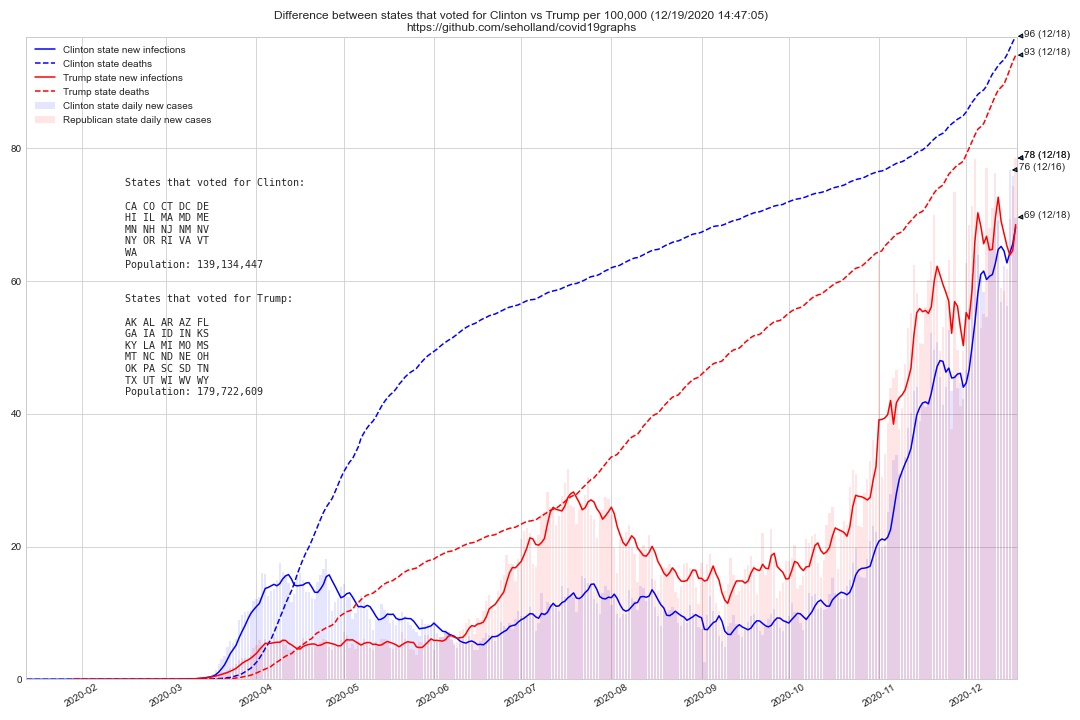 Difference between states that voted for Clinton vs Trump per 100,000 (12/19/2020 14:47:05)
https://github.com/seholland/covid19graphs
Clinton state new infections
Clinton state deaths
Trump state new infections
Trump state deaths
Clinton state daily new cases
Republican state daily new cases
States that voted for Clinton:
CA CO CT DC DE
HI IL MA MD ME
MN NH NJ NM NV
NY OR RI VA VT
WA
Population: 139,134,447
States that voted for Trump:
AK AL AR AZ FL
GA IA ID IN KS
KY LA MI MO MS
MT NC ND NE OH
OK PA SC SD TN
TX UT WI WV WY
Population: 179,722,609
96 (12/18)
93 (12/18)
78 (12/18)
76 (12/16)
69 (12/18)
80
60
40
20
0
2020-02
2020-03
2020-04
2020-05
2020-06
2020-07
2020-08
2020-09
2020-10
2020-11
2020-12